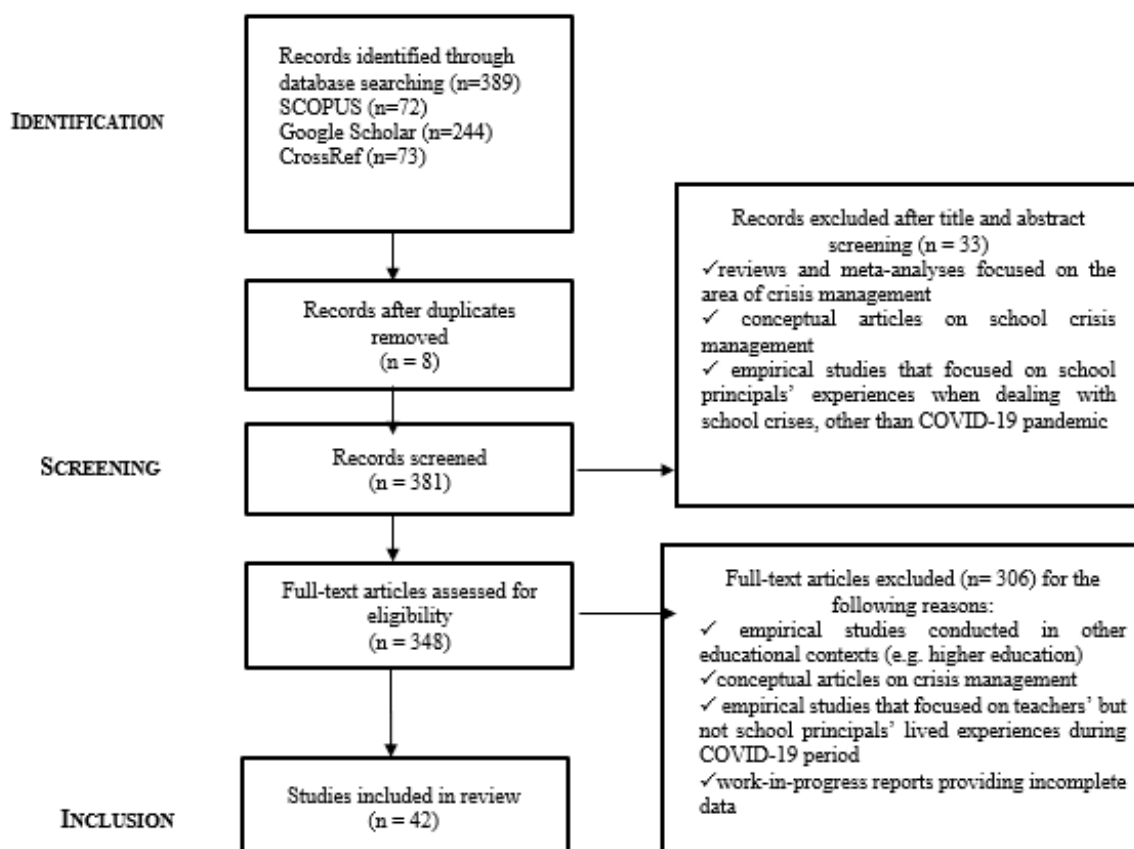 IDENTIFICATION
Records identified through
database searching (n=389)
SCOPUS (n=72)
Google Scholar (n=244)
CrossRef (n=73)
Records after duplicates
removed
(n = 8)
Records excluded after title and abstract
screening (n = 33)
✓reviews and meta-analyses focused on the
area of crisis management
✓ conceptual articles on school crisis
management
✓ empirical studies that focused on school
principals’ experiences when dealing with
school crises, other than COVID-19 pandemic
SCREENING
Records screened
(n = 381)
Full-text articles assessed for
eligibility
(n = 348)
Full-text articles excluded (n= 306) for the
following reasons:
✓ empirical studies conducted in other
educational contexts (e.g. higher education)
✓conceptual articles on crisis management
✓ empirical studies that focused on teachers’ but
not school principals’ lived experiences during
COVID-19 period
✓work-in-progress reports providing incomplete
data
INCLUSION
Studies included in review
(n = 42)